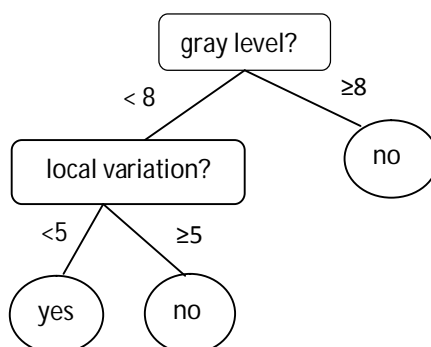 gray level?
< 8
≥8
local variation?
no
<5
≥5
yes
no